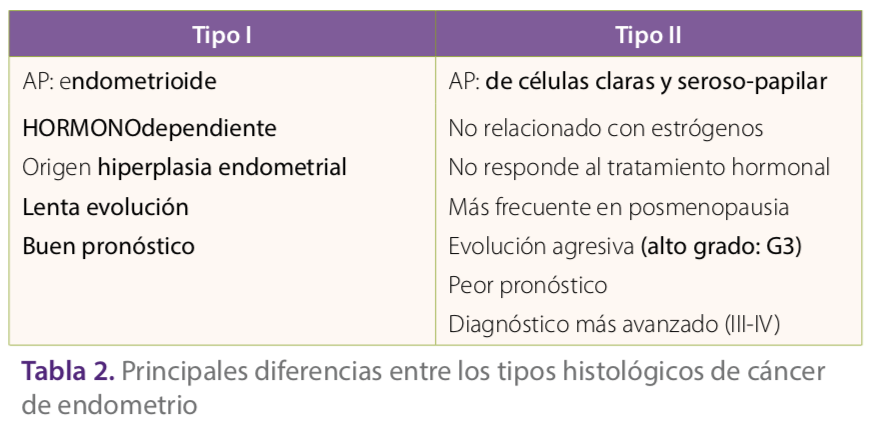 Tipo I
Tipo II
AP: endometrioide
HORMONOdependiente
Origen hiperplasia endometrial
Lenta evolución
Buen pronóstico
AP: de células claras y seroso-papilar
No relacionado con estrógenos
No responde al tratamiento hormonal
Más frecuente en posmenopausia
Evolución agresiva (alto grado: G3)
Peor pronóstico
Diagnóstico más avanzado (III-IV)
Tabla 2. Principales diferencias entre los tipos histológicos de cáncer
de endometrio